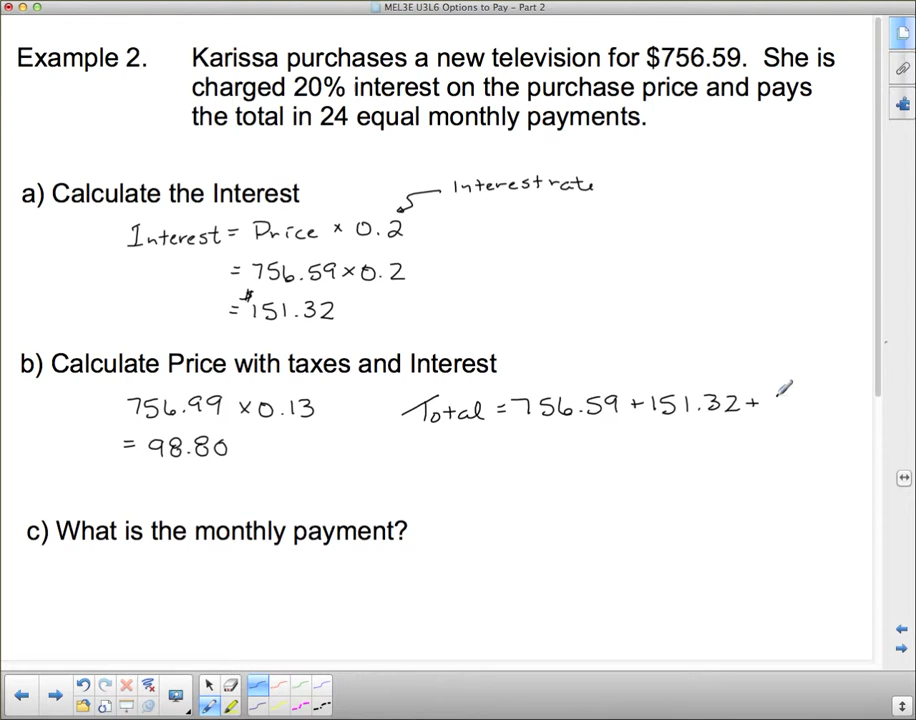 MEL3E U3L6 Options to Pay – Part 2
Example 2. Karissa purchases a new television for $756.59. She is
charged 20% interest on the purchase price and pays
the total in 24 equal monthly payments.
a) Calculate the Interest
Interest rate
Interest = Price × 0.2
= 756.59 × 0.2
= $151.32
b) Calculate Price with taxes and Interest
756.99 × 0.13
= 98.80
Total = 756.59 + 151.32 +
c) What is the monthly payment?